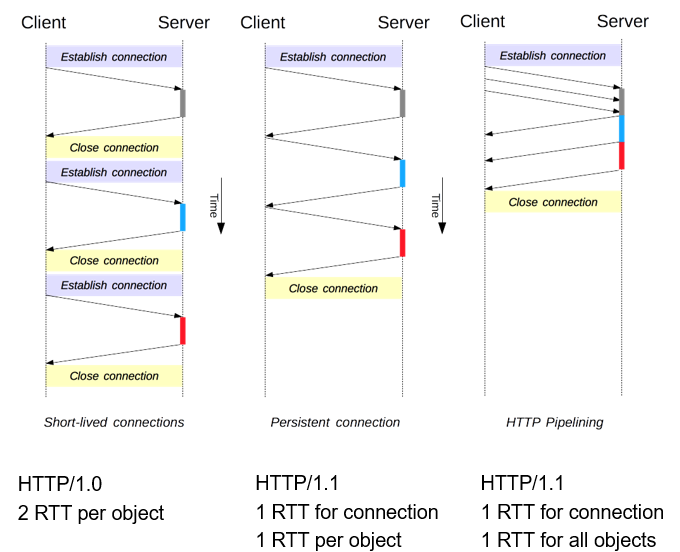 Client Server
Establish connection
Close connection
Establish connection
Close connection
Establish connection
Close connection
Short-lived connections
HTTP/1.0
2 RTT per object
Time
Client Server
Establish connection
Close connection
Persistent connection
HTTP/1.1
1 RTT for connection
1 RTT per object
Time
Client Server
Establish connection
Close connection
HTTP Pipelining
HTTP/1.1
1 RTT for connection
1 RTT for all objects